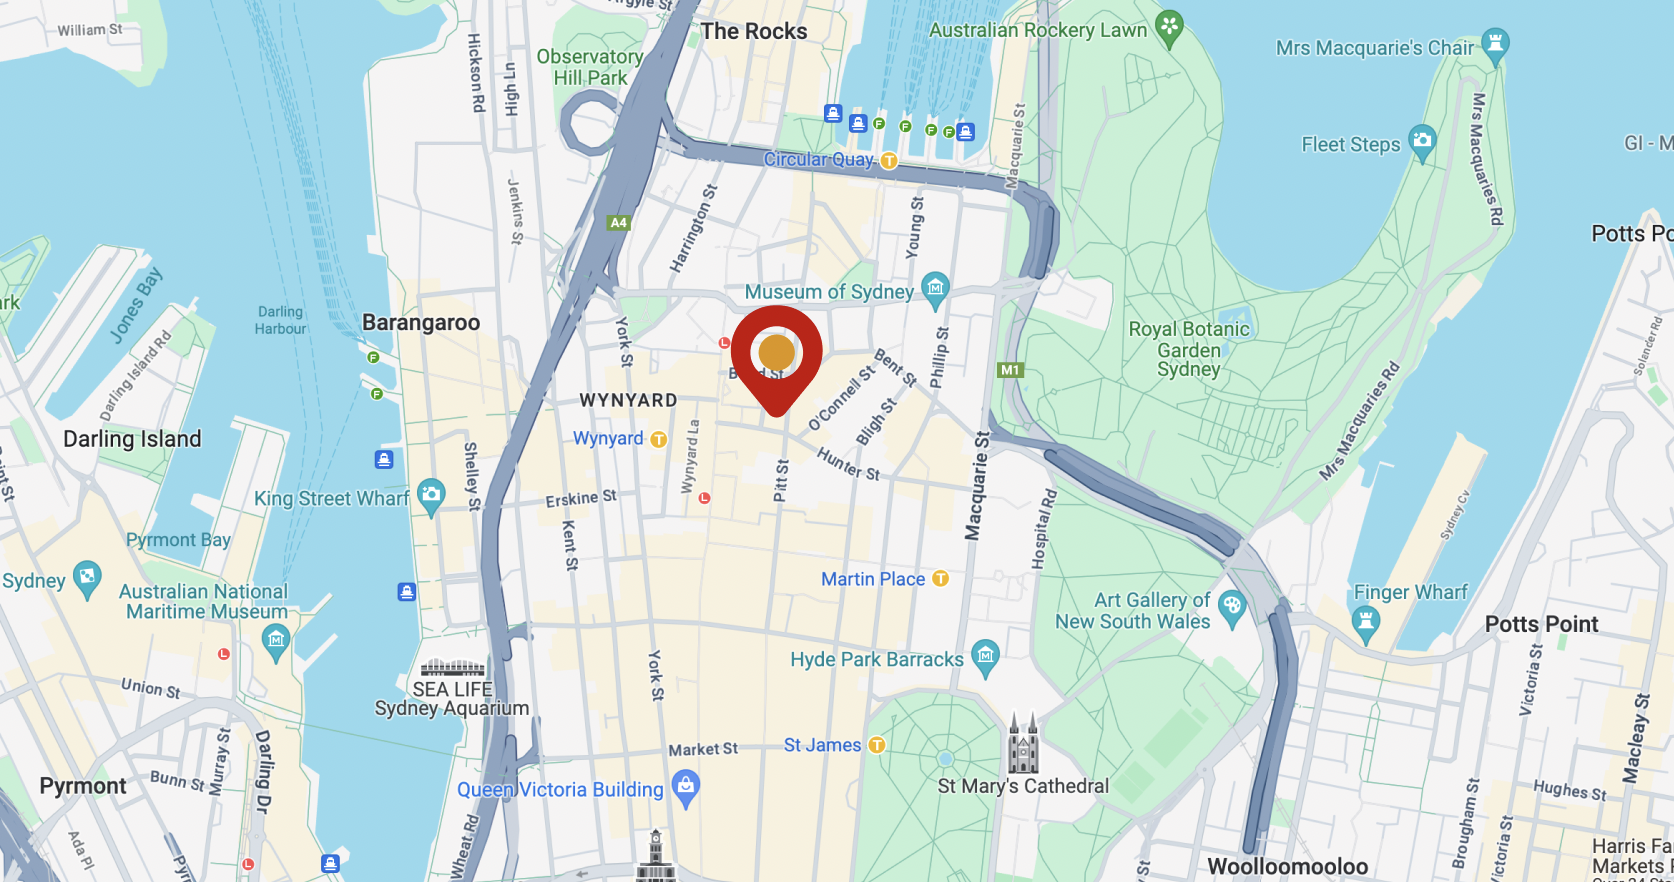 Argyle St
William St
The Rocks
Australian Rockery Lawn
Mrs Macquarie's Chair
Hickson Rd
High Ln
Observatory
Hill Park
Macquarie St
Mrs Macquaries Rd
Fleet Steps
GI - M
Circular Quay
T
F
F
F
F
Jenkins St
A4
Harrington St
Young St
Potts Po
Jones Bay
ark
Darling
Harbour
Barangaroo
Museum of Sydney
Royal Botanic
Garden
Sydney
Darling Island Rd
York St
L
Phillip St
Bent St
M1
Solander Rd
F
F
WYNYARD
O'Connell St
Bligh St
Mrs Macquaries Rd
Darling Island
Wynyard
T
Wynyard La
Hunter St
Macquarie St
Shelley St
Pitt St
King Street Wharf
Erskine St
L
Hospital Rd
Sydney Cv
Kent St
Pyrmont Bay
Sydney
Australian National
Maritime Museum
Martin Place
T
Art Gallery of
New South Wales
Finger Wharf
Potts Point
Hyde Park Barracks
L
Union St
SEA LIFE
Sydney Aquarium
York St
Victoria St
Macleay St
Market St
St James
T
Murray St
Darling Dr
Pyrmont
Bunn St
Queen Victoria Building
St Mary's Cathedral
Hughes St
Brougham St
Victoria St
Ada Pl
Pyrm
L
Wheat Rd
Woolloomooloo
Harris Fa
Markets